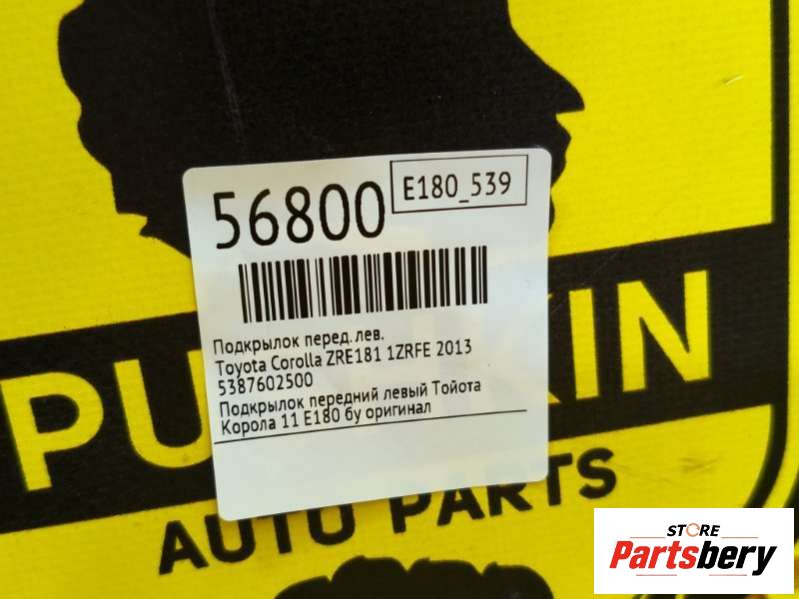 56800
E180_539
Подкрылок перед. лев.
Toyota Corolla ZRE181 1ZRFE 2013
5387602500
Подкрылок передний левый Тойота
Корола 11 Е180 бу оригинал
AUTO PARTS
STORE
Partsbery